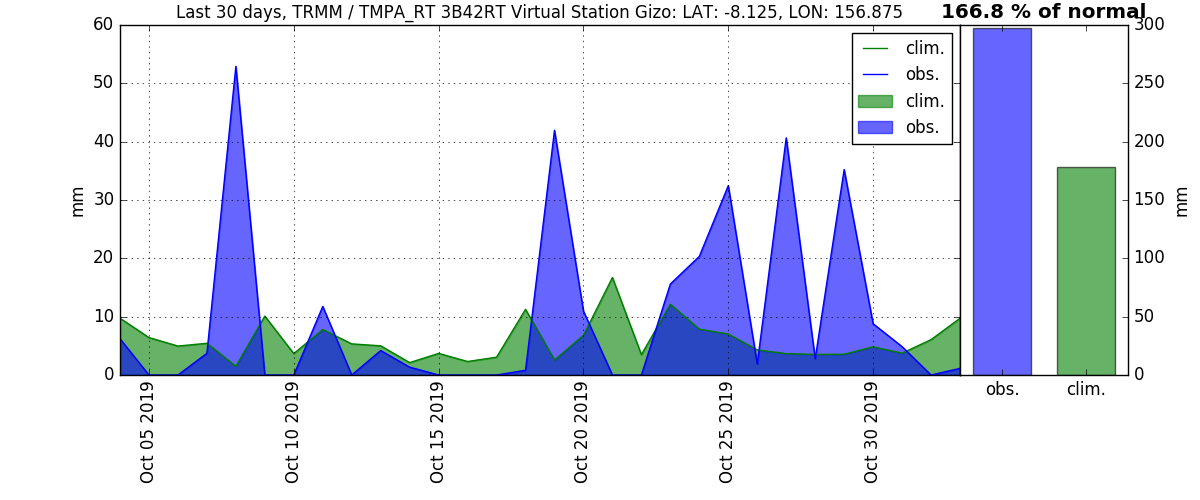 Last 30 days, TRMM / TMPA_RT 3B42RT Virtual Station Gizo: LAT: -8.125, LON: 156.875
166.8 % of normal
60
50
40
30
20
10
0
mm
clim.
obs.
clim.
obs.
300
250
200
150
100
50
0
mm
Oct 05 2019
Oct 10 2019
Oct 15 2019
Oct 20 2019
Oct 25 2019
Oct 30 2019
obs.
clim.